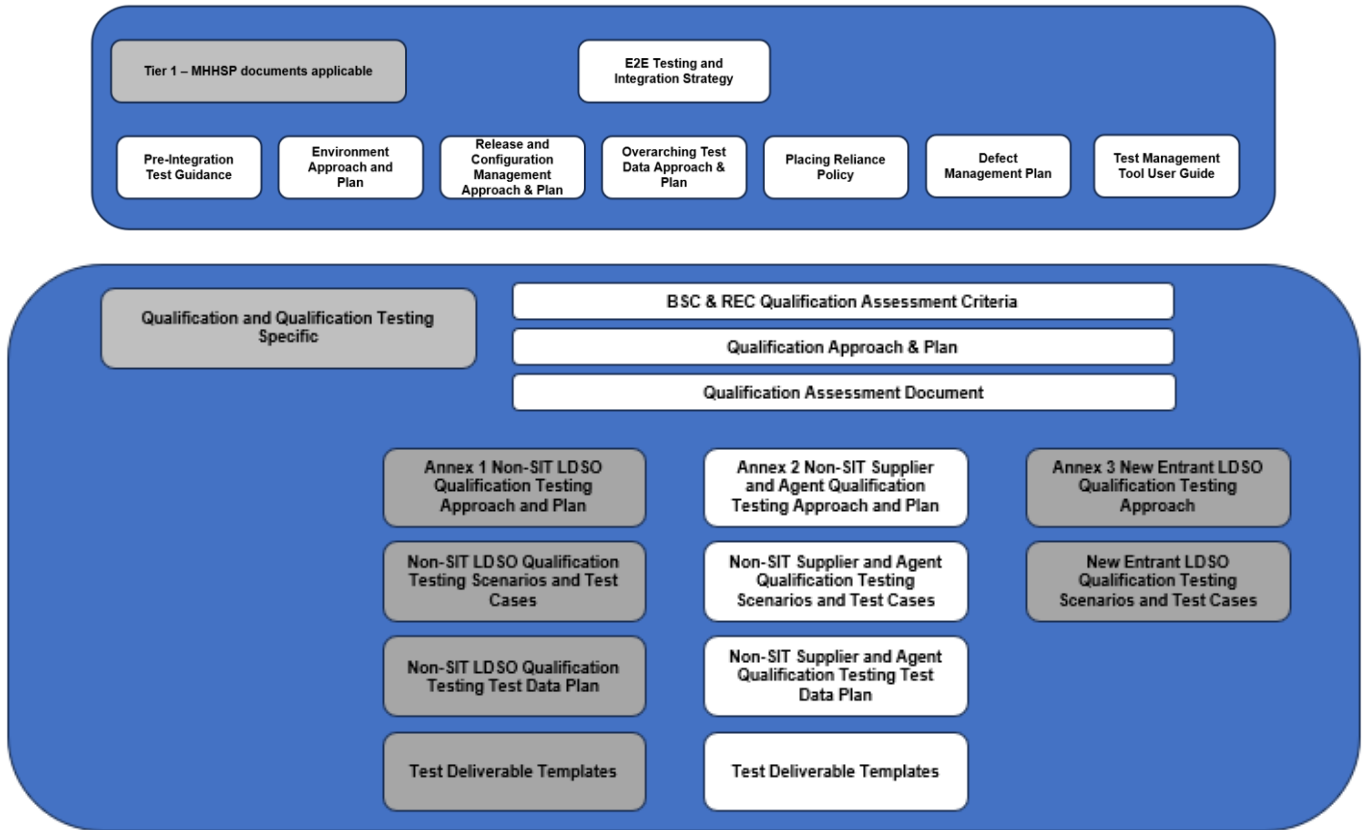 Tier 1 – MHHSP documents applicable
E2E Testing and
Integration Strategy
Pre-Integration
Test Guidance
Environment
Approach and
Plan
Release and
Configuration
Management
Approach & Plan
Overarching Test
Data Approach &
Plan
Placing Reliance
Policy
Defect
Management Plan
Test Management
Tool User Guide
Qualification and Qualification Testing
Specific
BSC & REC Qualification Assessment Criteria
Qualification Approach & Plan
Qualification Assessment Document
Annex 1 Non-SIT LDSO
Qualification Testing
Approach and Plan
Annex 2 Non-SIT Supplier
and Agent Qualification
Testing Approach and Plan
Annex 3 New Entrant LDSO
Qualification Testing
Approach
Non-SIT LDSO Qualification
Testing Scenarios and Test
Cases
Non-SIT Supplier and Agent
Qualification Testing
Scenarios and Test Cases
New Entrant LDSO
Qualification Testing
Scenarios and Test Cases
Non-SIT LDSO Qualification
Testing Test Data Plan
Non-SIT Supplier and Agent
Qualification Testing Test
Data Plan
Test Deliverable Templates
Test Deliverable Templates